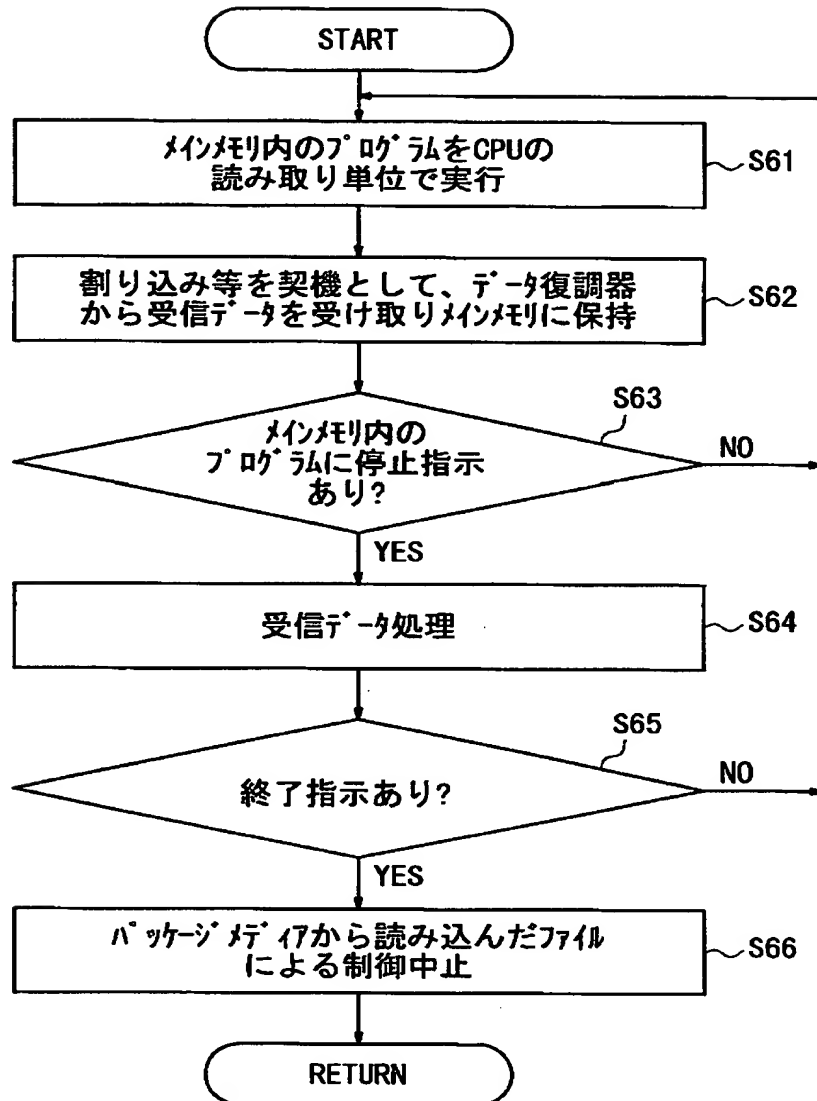 START
メインメモリ内のプログラムをCPUの
読み取り単位で実行
S61
割り込み等を契機として、データ復調器
から受信データを受け取りメインメモリに保持
S62
S63
メインメモリ内の
プログラムに停止指示
あり?
NO
YES
受信データ処理
S64
S65
終了指示あり?
NO
YES
パッケージメディアから読み込んだファイル
による制御中止
S66
RETURN